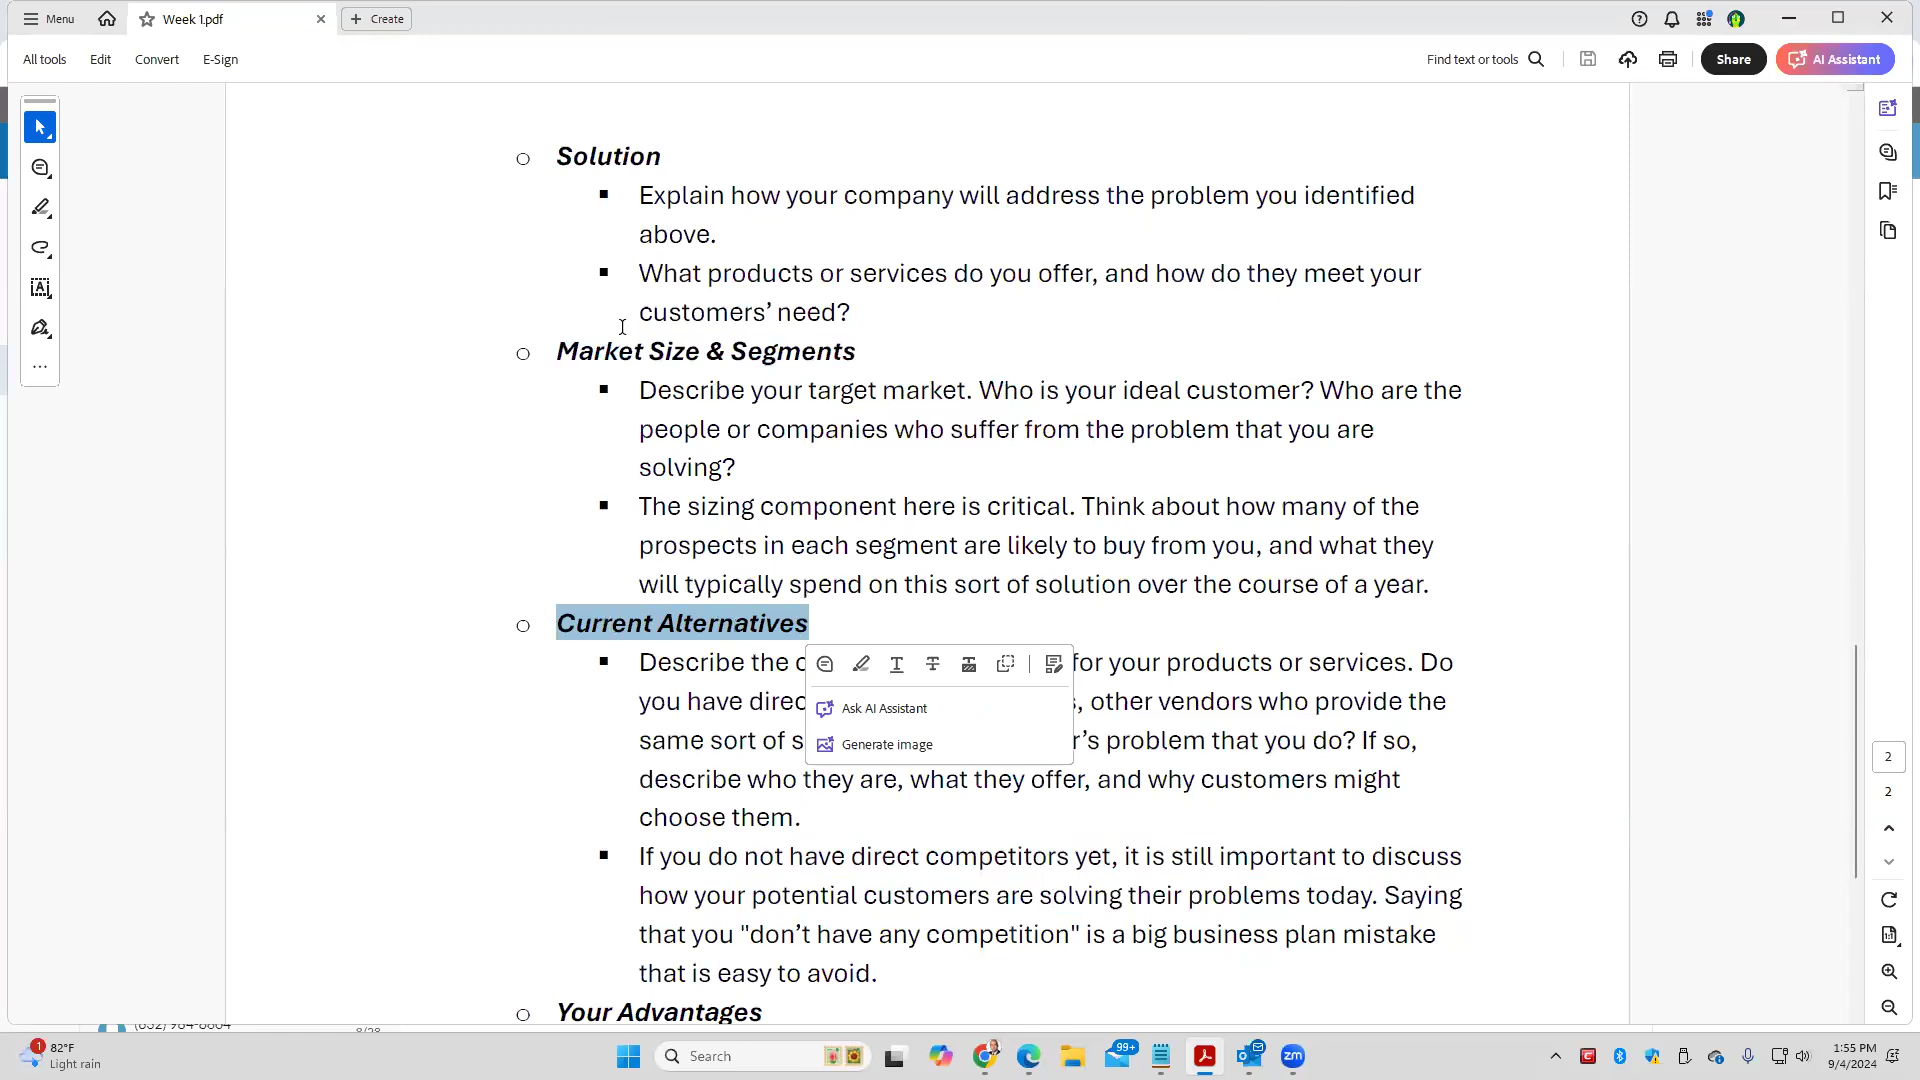 Menu
Week 1.pdf
Create
All tools
Edit
Convert
E-Sign
Find text or tools
Share
AI Assistant
Solution
Explain how your company will address the problem you identified
above.
What products or services do you offer, and how do they meet your
customers’ need?
Market Size & Segments
Describe your target market. Who is your ideal customer? Who are the
people or companies who suffer from the problem that you are
solving?
The sizing component here is critical. Think about how many of the
prospects in each segment are likely to buy from you, and what they
will typically spend on this sort of solution over the course of a year.
Current Alternatives
Describe the for your products or services. Do
you have direc , other vendors who provide the
same sort of s r’s problem that you do? If so,
describe who they are, what they offer, and why customers might
choose them.
Ask AI Assistant
Generate image
If you do not have direct competitors yet, it is still important to discuss
how your potential customers are solving their problems today. Saying
that you "don’t have any competition" is a big business plan mistake
that is easy to avoid.
Your Advantages
2
2
1:1
1
82°F
Light rain
Search
99+
zm
1:55 PM
9/4/2024